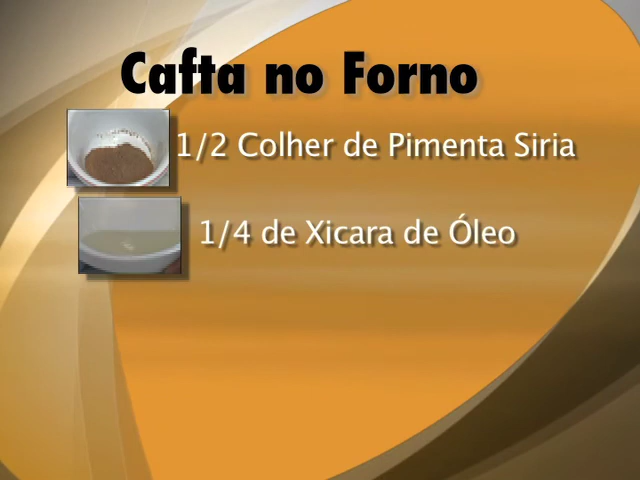 Cafta no Forno
1/2 Colher de Pimenta Siria
1/4 de Xicara de Óleo